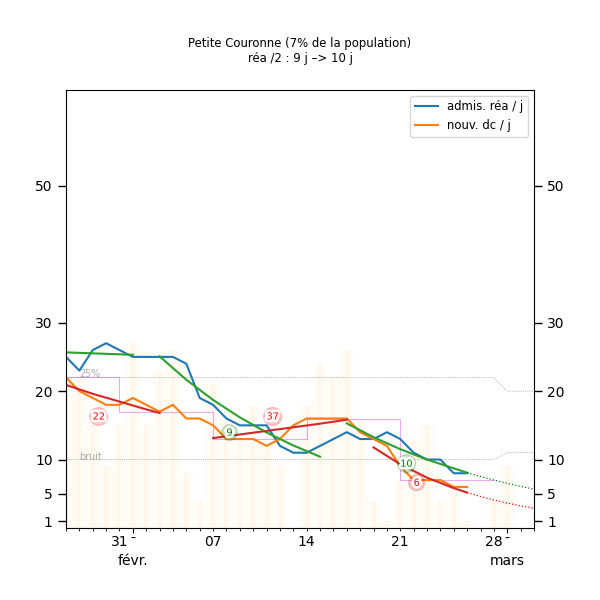 Petite Couronne (7% de la population)
réa /2 : 9 j –> 10 j
admis. réa / j
nouv. dc / j
50 50
30 30
25%
20 20
22 37
9
bruit
10 10 10
6
5 5
1 1
31 07 14 21 28
févr. mars